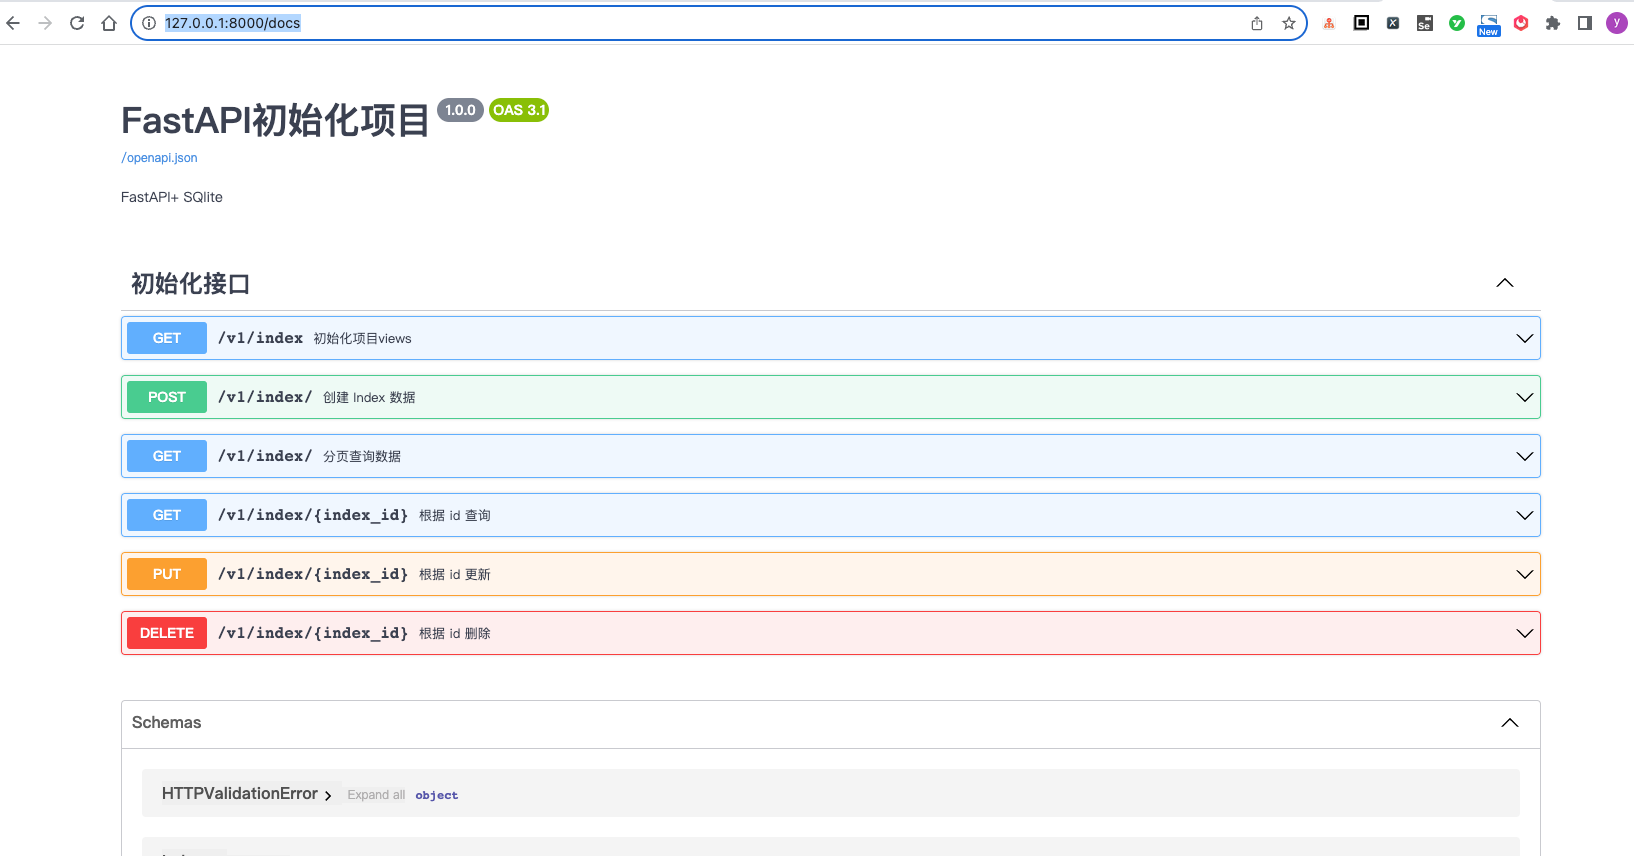 127.0.0.1:8000/docs
New
y
FastAPI初始化项目 1.0.0 OAS 3.1
/openapi.json
FastAPI+ SQlite
初始化接口
GET /v1/index 初始化项目views
POST /v1/index/ 创建 Index 数据
GET /v1/index/ 分页查询数据
GET /v1/index/{index_id} 根据 id 查询
PUT /v1/index/{index_id} 根据 id 更新
DELETE /v1/index/{index_id} 根据 id 删除
Schemas
HTTPValidationError Expand all object